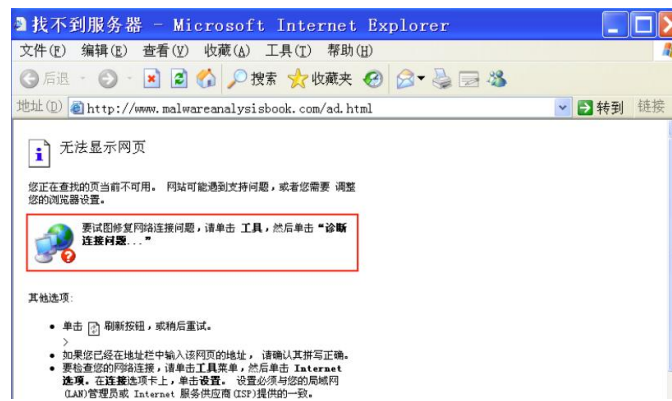 找不到服务器 - Microsoft Internet Explorer
文件(F) 编辑(E) 查看(V) 收藏(A) 工具(T) 帮助(H)
后退 搜索 收藏夹
地址(D) http://www.malwareanalysisbook.com/ad.html 转到 链接
无法显示网页
您正在查找的页当前不可用。 网站可能遇到支持问题，或者您需要 调整
您的浏览器设置。
要试图修复网络连接问题，请单击 工具，然后单击 “诊断
连接问题...”
其他选项:
• 单击 刷新按钮，或稍后重试。
>
• 如果您已经在地址栏中输入该网页的地址， 请确认其拼写正确。
• 要检查您的网络连接，请单击工具菜单，然后单击 Internet
选项。在连接选项卡上，单击设置。 设置必须与您的局域网
(LAN)管理员或 Internet 服务供应商(ISP)提供的一致。